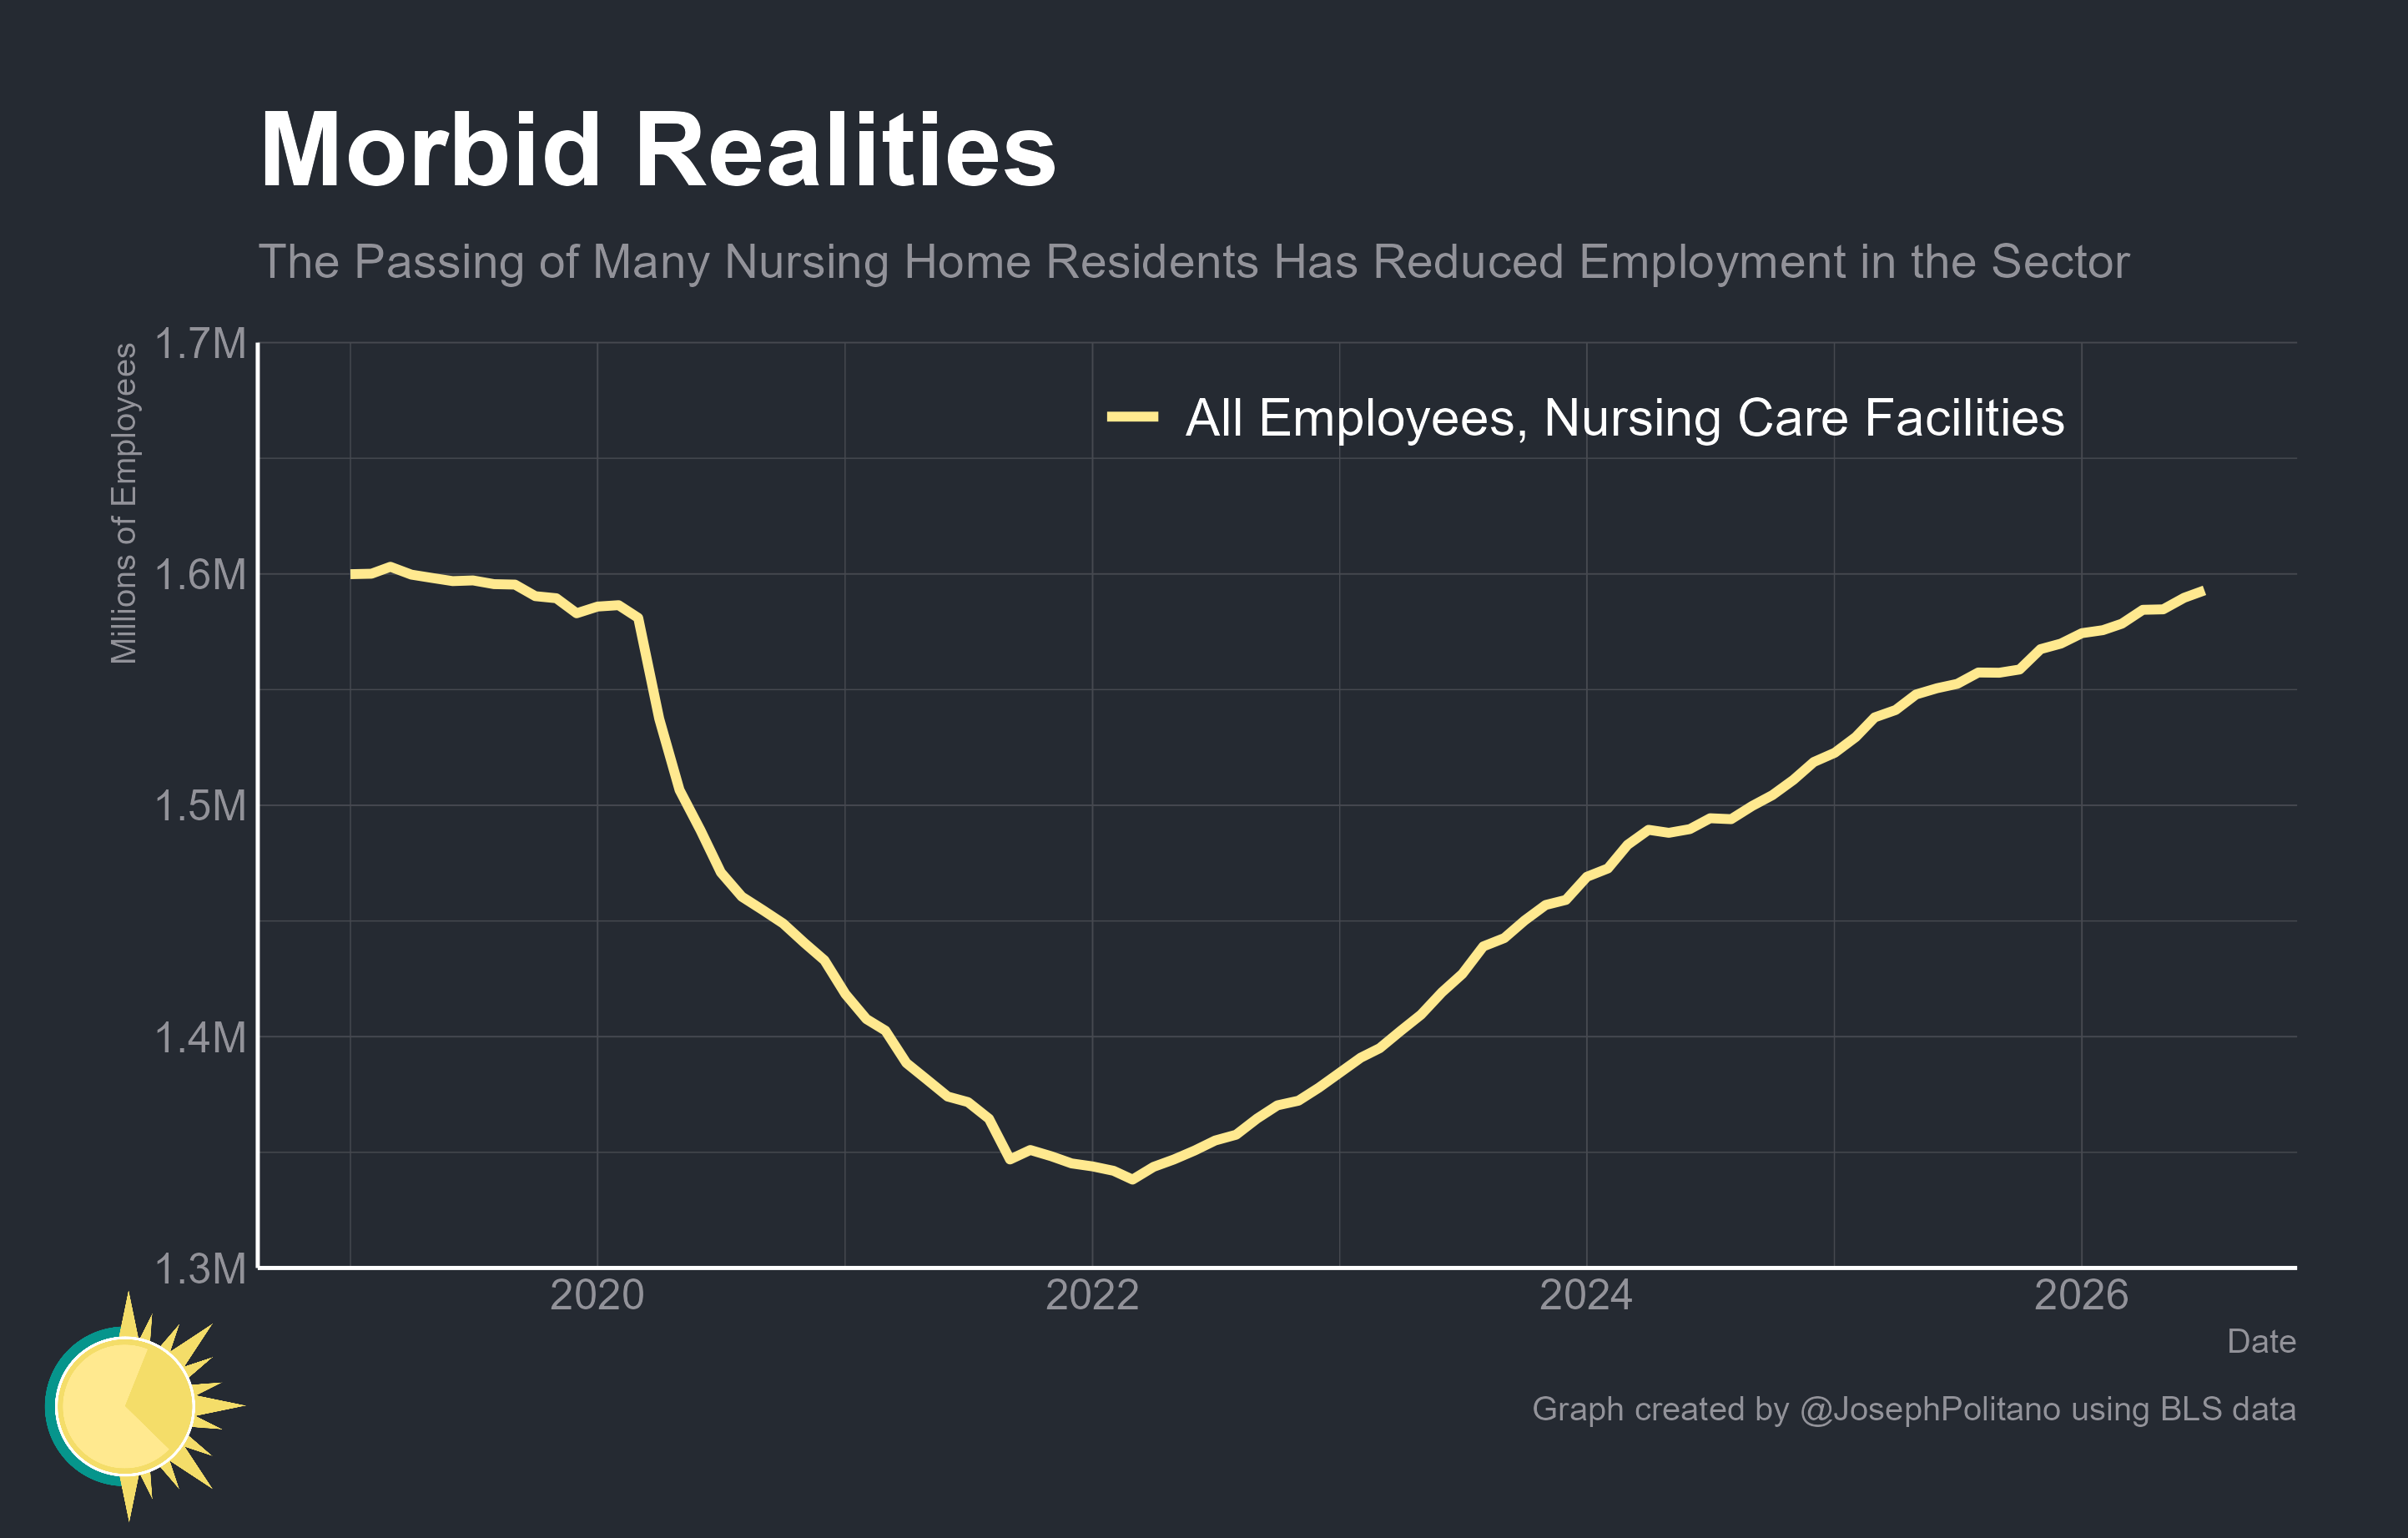 Morbid Realities
The Passing of Many Nursing Home Residents Has Reduced Employment in the Sector
Millions of Employees
1.7M
1.6M
1.5M
1.4M
1.3M
All Employees, Nursing Care Facilities
2020 2022 2024 2026
Date
Graph created by @JosephPolitano using BLS data